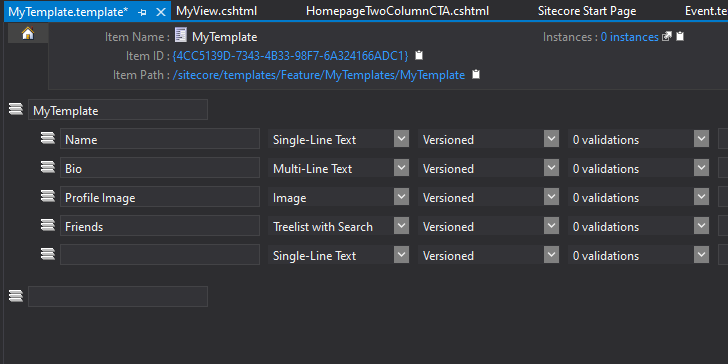 MyTemplate.template* MyView.cshtml HomepageTwoColumnCTA.cshtml Sitecore Start Page Event.te
Item Name : MyTemplate Instances : 0 instances
Item ID : {4CC5139D-7343-4B33-98F7-6A324166ADC1}
Item Path : /sitecore/templates/Feature/MyTemplates/MyTemplate
MyTemplate
Name Single-Line Text Versioned 0 validations
Bio Multi-Line Text Versioned 0 validations
Profile Image Image Versioned 0 validations
Friends Treelist with Search Versioned 0 validations
Single-Line Text Versioned 0 validations